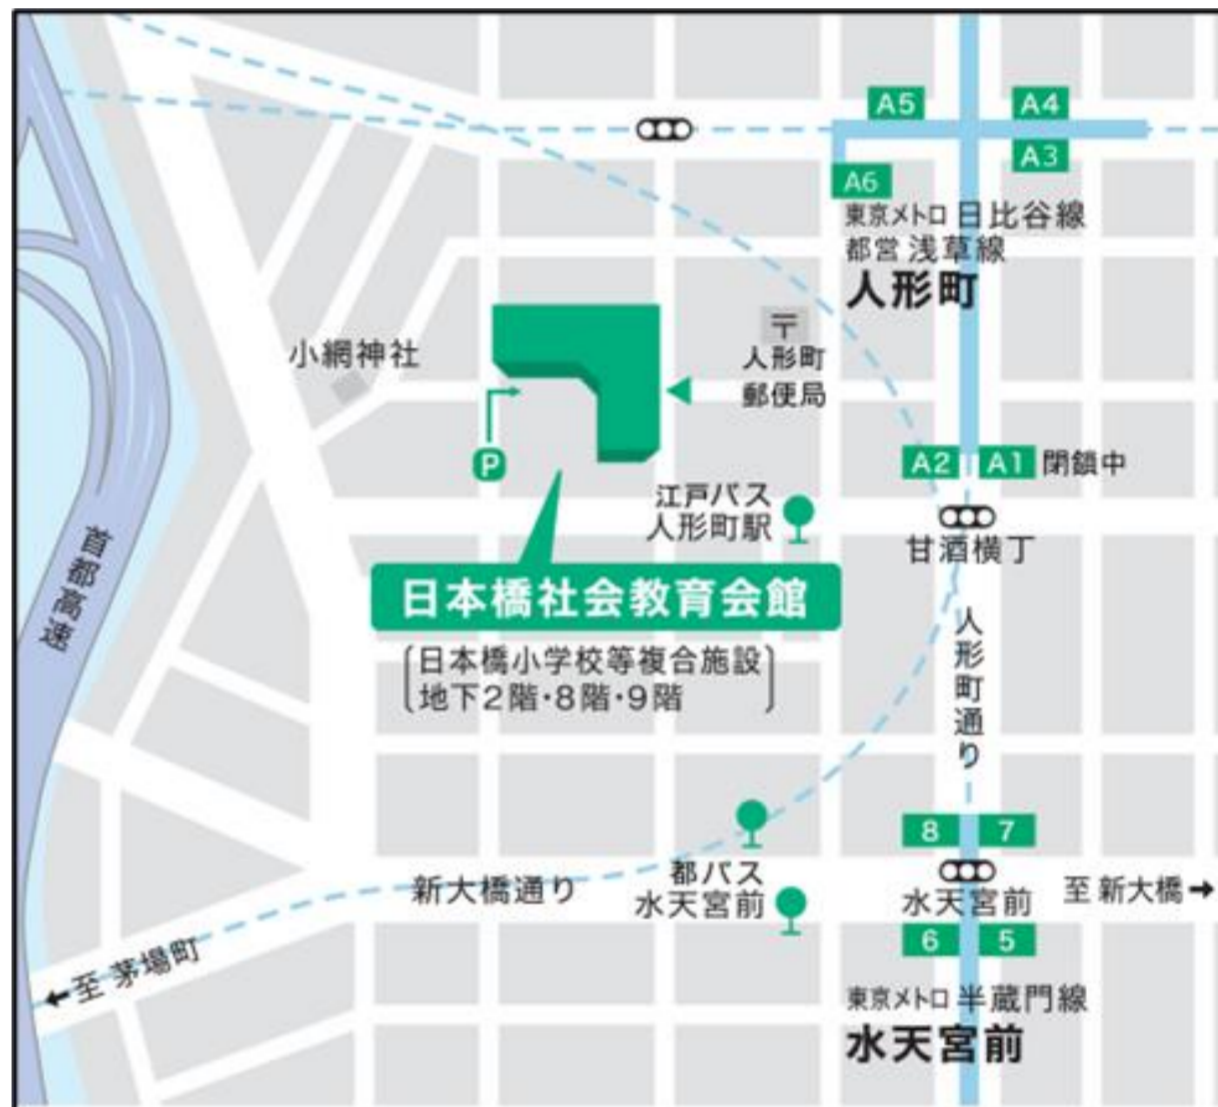 A5
A4
A3
A6
東京メトロ 日比谷線
都営 浅草線
人形町
小網神社
〒
人形町
郵便局
P
A2
A1 閉鎖中
江戸バス
人形町駅
甘酒横丁
首都高速
日本橋社会教育会館
日本橋小学校等複合施設
地下2階・8階・9階
人形町通り
8
7
都バス
水天宮前
新大橋通り
水天宮前
至 新大橋→
6
5
←至 茅場町
東京メトロ 半蔵門線
水天宮前